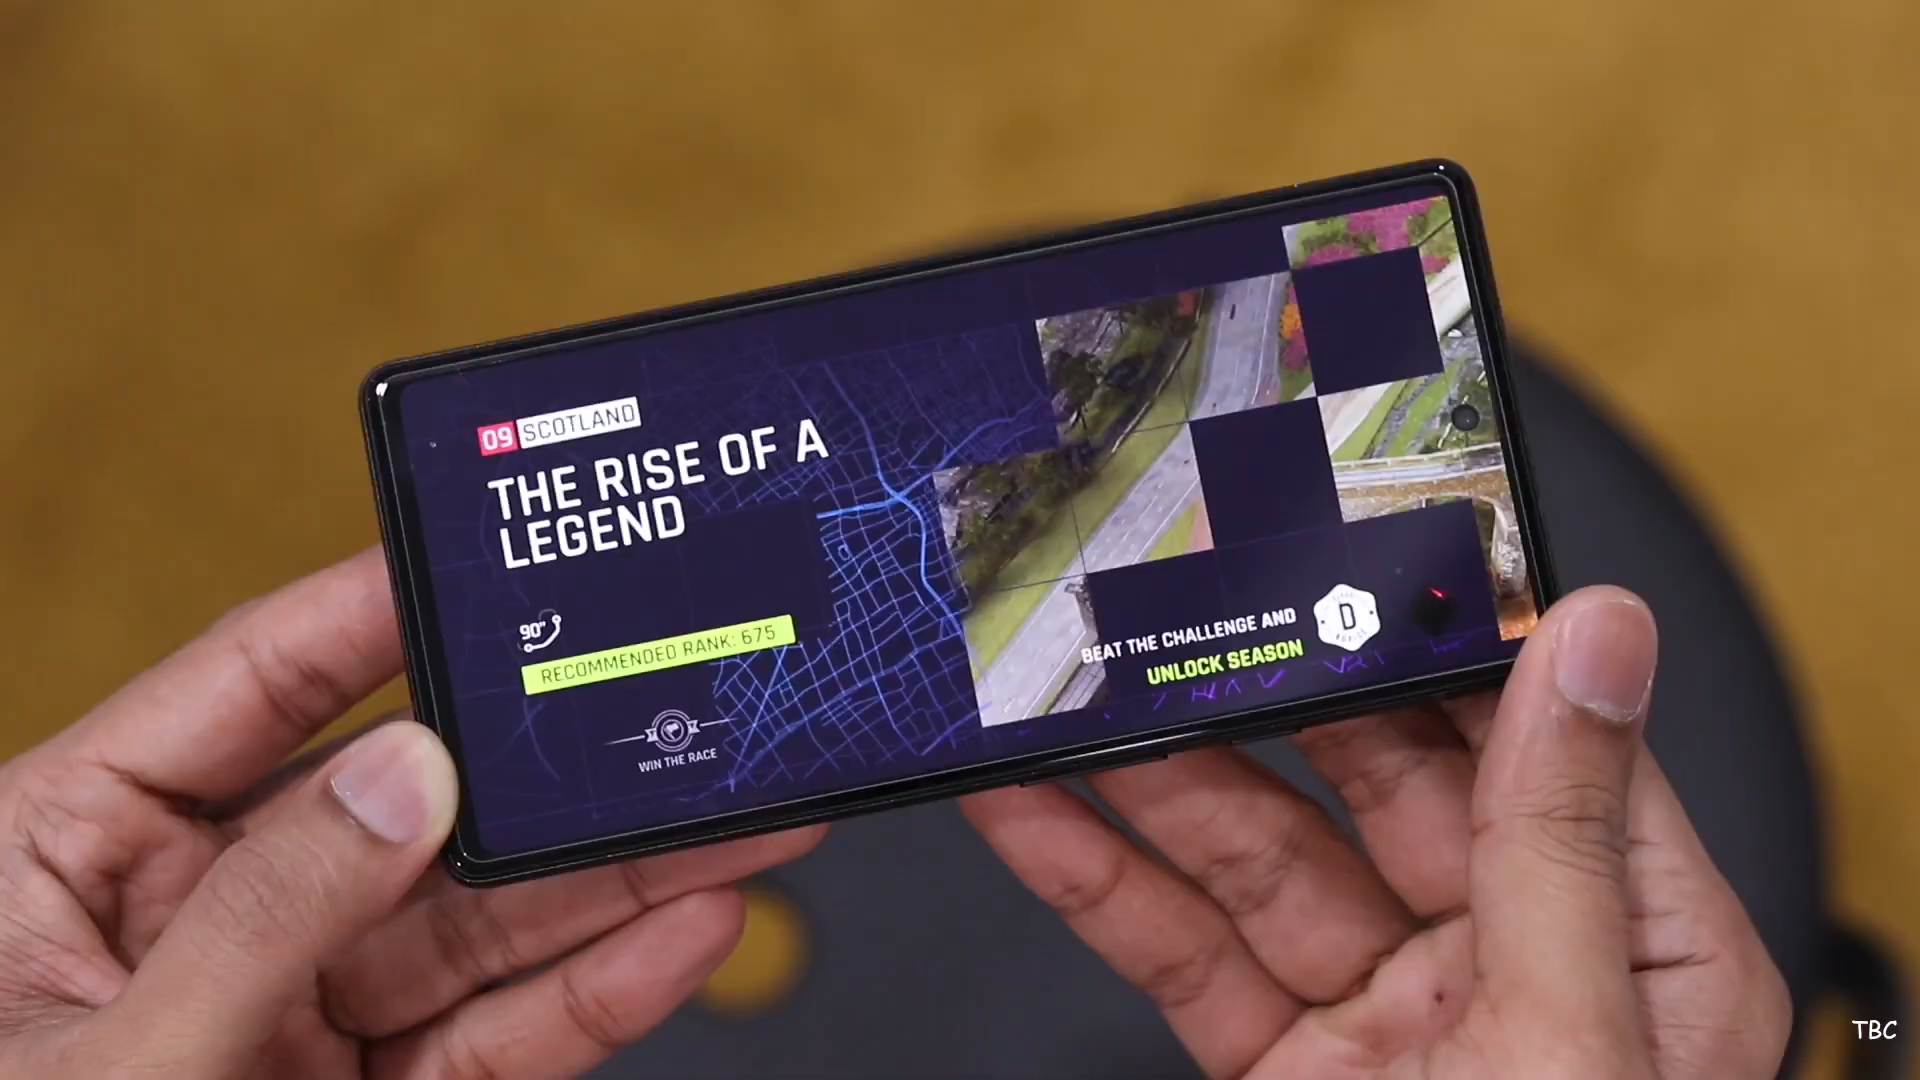 09 SCOTLAND
THE RISE OF A
LEGEND
90"
RECOMMENDED RANK: 675
WIN THE RACE
BEAT THE CHALLENGE AND
UNLOCK SEASON
D
TBC